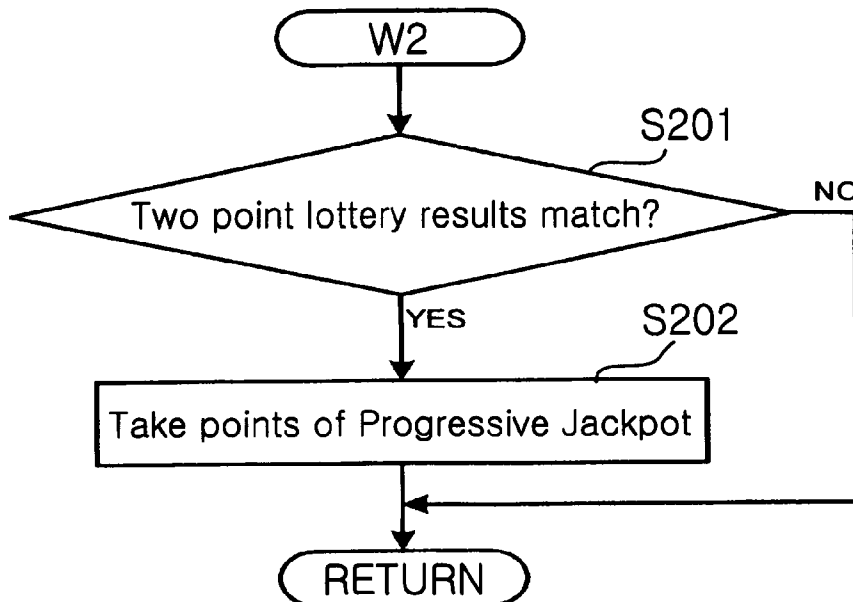 W2
S201
Two point lottery results match?
NO
YES
S202
Take points of Progressive Jackpot
RETURN